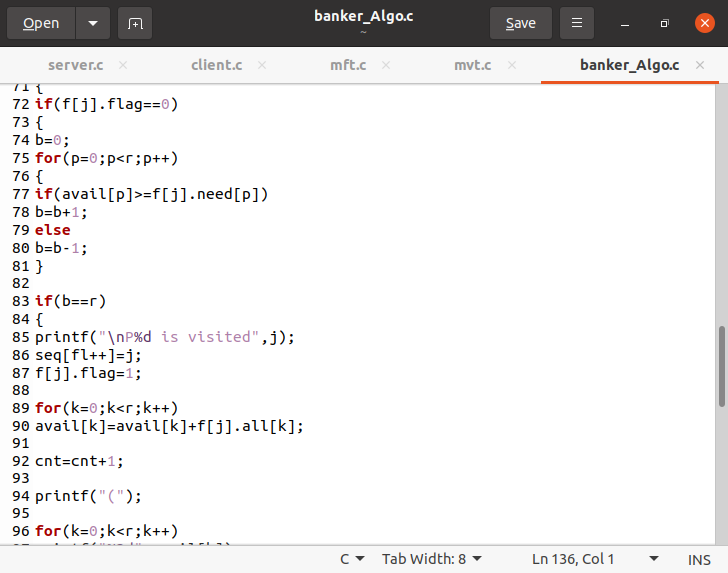 Open
banker_Algo.c
~
Save
server.c × client.c × mft.c × mvt.c × banker_Algo.c ×
71 {
72 if(f[j].flag==0)
73 {
74 b=0;
75 for(p=0;p<r;p++)
76 {
77 if(avail[p]>=f[j].need[p])
78 b=b+1;
79 else
80 b=b-1;
81 }
82
83 if(b==r)
84 {
85 printf("\nP%d is visited",j);
86 seq[fl++]=j;
87 f[j].flag=1;
88
89 for(k=0;k<r;k++)
90 avail[k]=avail[k]+f[j].all[k];
91
92 cnt=cnt+1;
93
94 printf("(");
95
96 for(k=0;k<r;k++)
C Tab Width: 8 Ln 136, Col 1 INS